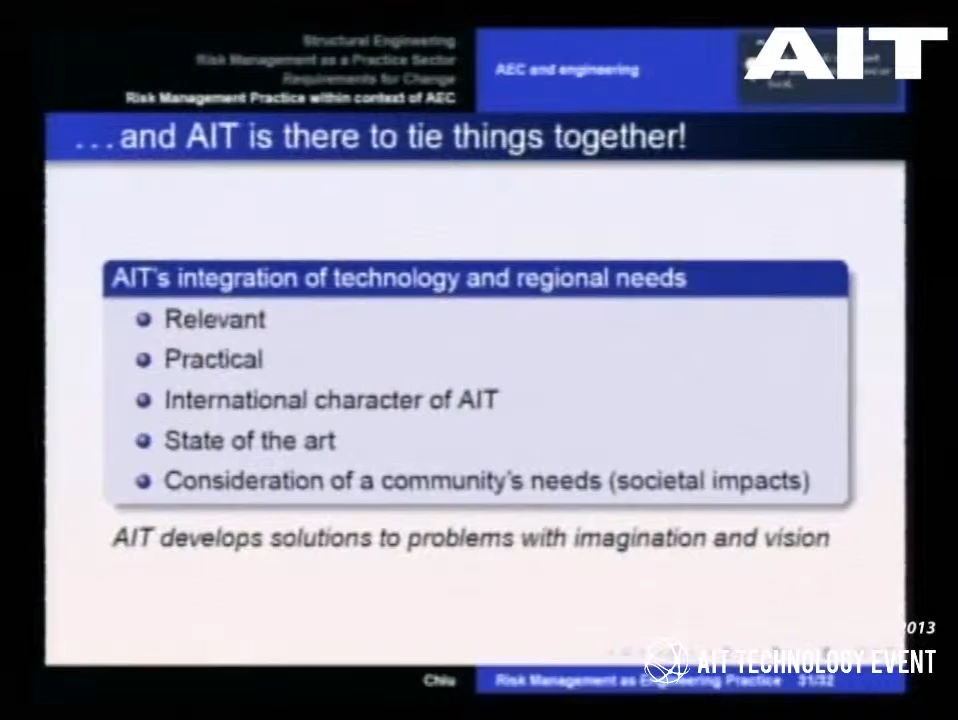 Structural Engineering
Risk Management as a Practice Sector
Requirements for Change
Risk Management Practice within context of AEC
AEC and engineering
AIT
...and AIT is there to tie things together!
AIT's integration of technology and regional needs
Relevant
Practical
International character of AIT
State of the art
Consideration of a community's needs (societal impacts)
AIT develops solutions to problems with imagination and vision
2013
AIT TECHNOLOGY EVENT
Chiu
Risk Management as Engineering Practice 31/32